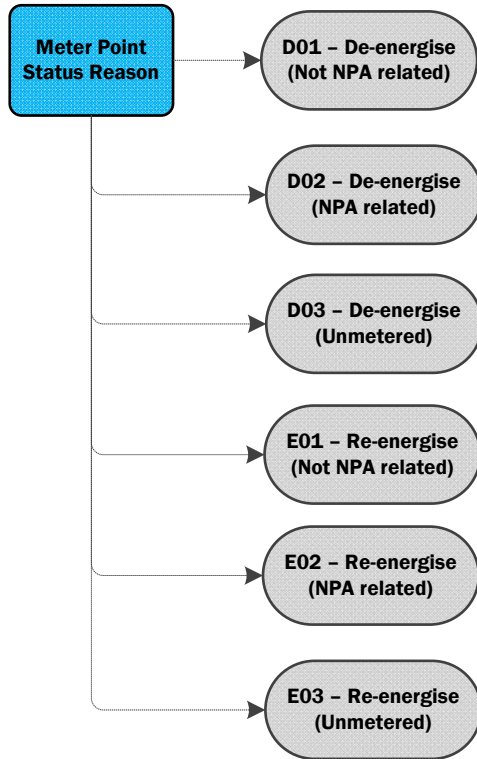 Meter Point
Status Reason
D01 – De-energise
(Not NPA related)
D02 – De-energise
(NPA related)
D03 – De-energise
(Unmetered)
E01 – Re-energise
(Not NPA related)
E02 – Re-energise
(NPA related)
E03 – Re-energise
(Unmetered)